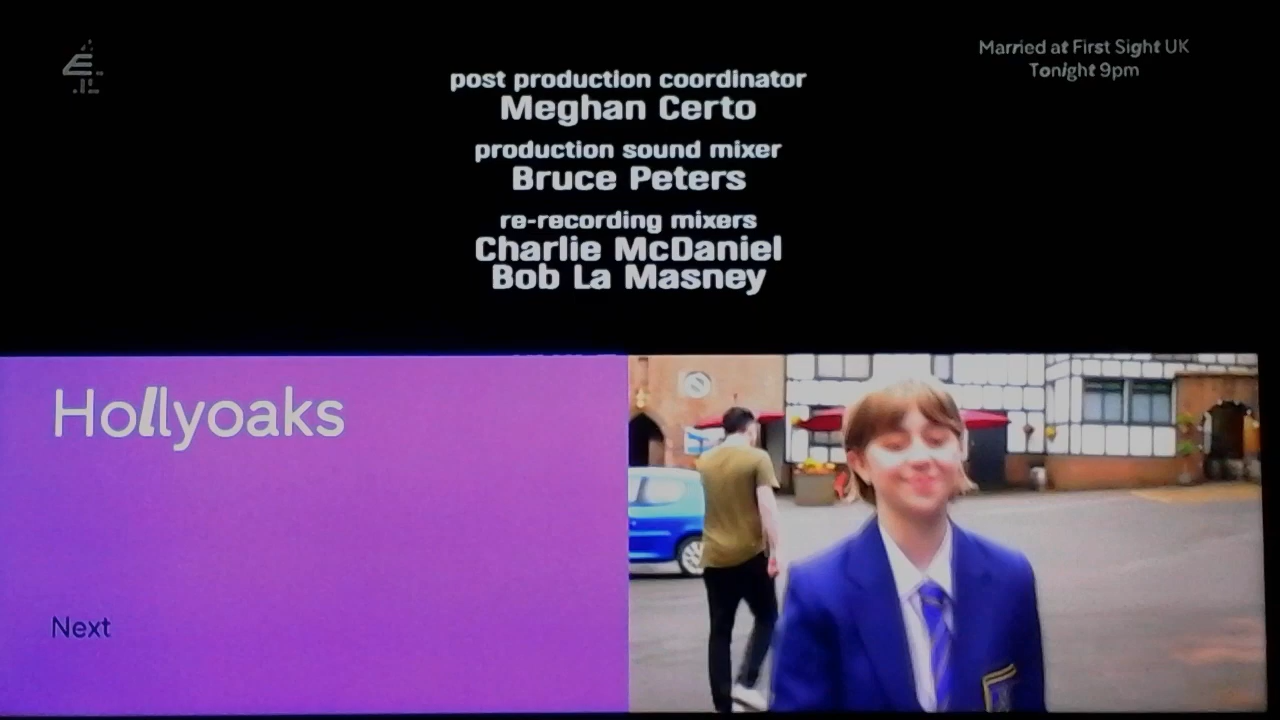 post production coordinator
Meghan Certo
production sound mixer
Bruce Peters
re-recording mixers
Charlie McDaniel
Bob La Masney
Married at First Sight UK
Tonight 9pm
Hollyoaks
Next